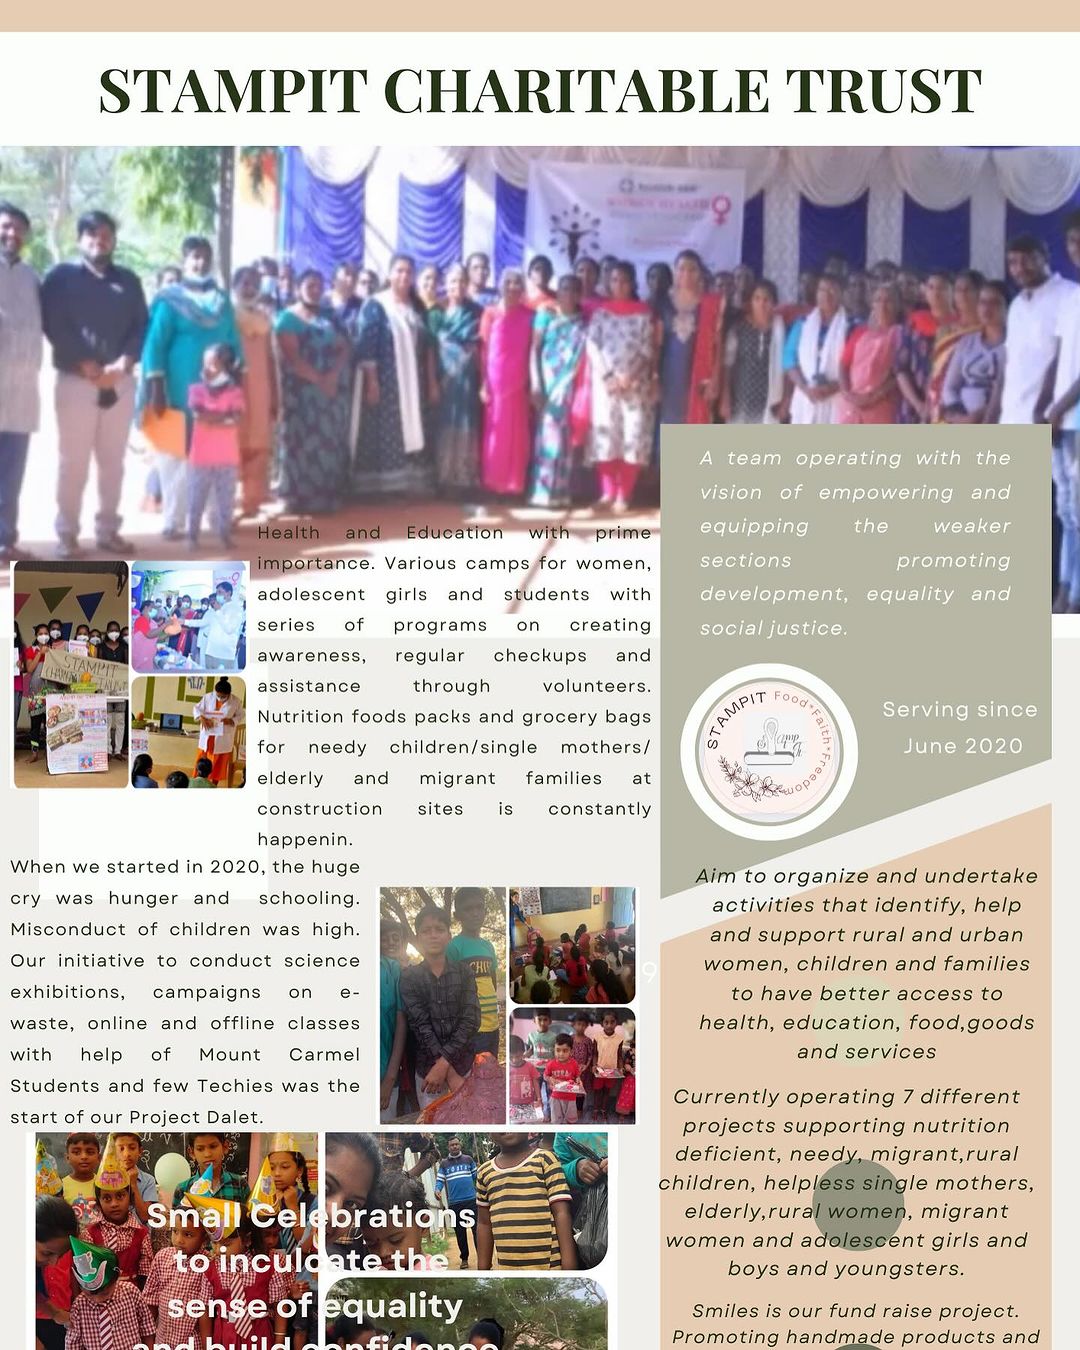 STAMPIT CHARITABLE TRUST
A team operating with the
vision of empowering and
equipping the weaker
sections promoting
development, equality and
social justice.
STAMPIT Food*Faith*Freedom
Stamp It
Serving since
June 2020
Health and Education with prime
importance. Various camps for women,
adolescent girls and students with
series of programs on creating
awareness, regular checkups and
assistance through volunteers.
Nutrition foods packs and grocery bags
for needy children/single mothers/
elderly and migrant families at
construction sites is constantly
happenin.
STAMPIT
When we started in 2020, the huge
cry was hunger and schooling.
Misconduct of children was high.
Our initiative to conduct science
exhibitions, campaigns on e-
waste, online and offline classes
with help of Mount Carmel
Students and few Techies was the
start of our Project Dalet.
9
Aim to organize and undertake
activities that identify, help
and support rural and urban
women, children and families
to have better access to
health, education, food,goods
and services
Currently operating 7 different
projects supporting nutrition
deficient, needy, migrant,rural
children, helpless single mothers,
elderly,rural women, migrant
women and adolescent girls and
boys and youngsters.
Smiles is our fund raise project.
Promoting handmade products and
Small Celebrations
to inculcate the
sense of equality
and build confidence